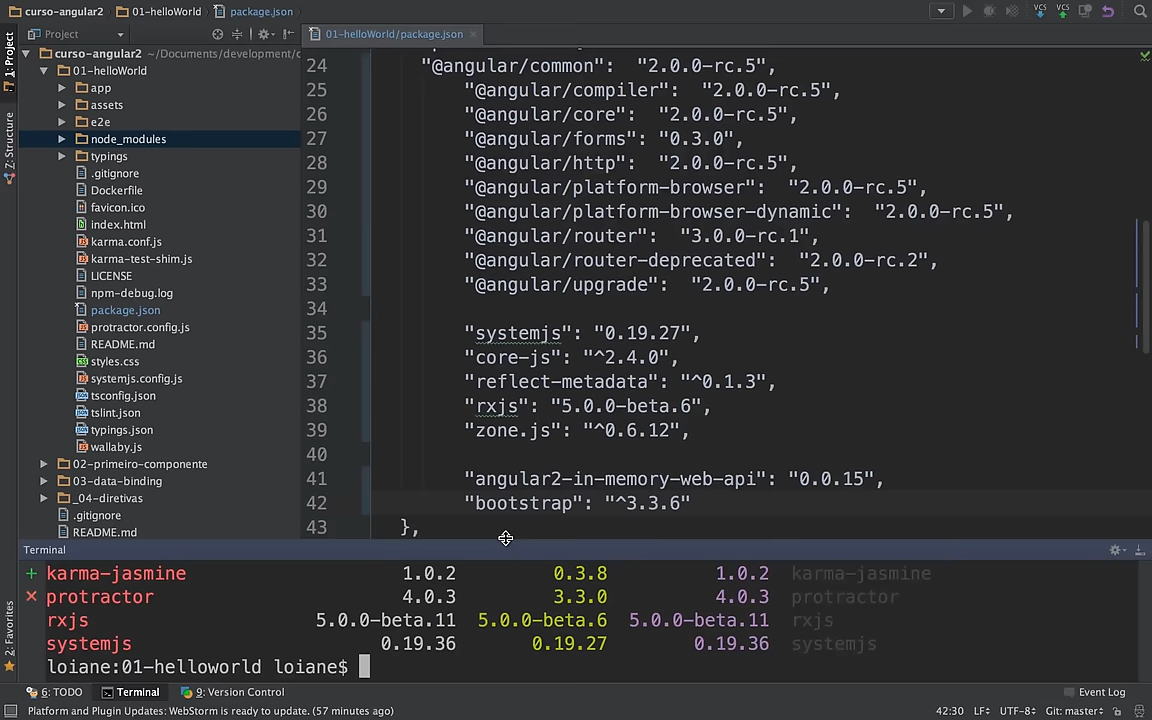 curso-angular2 01-helloWorld package.json
Project
01-helloWorld/package.json
1: Project
7: Structure
2: Favorites
curso-angular2 ~/Documents/development/c
01-helloWorld
app
assets
e2e
node_modules
typings
.gitignore
Dockerfile
favicon.ico
index.html
karma.conf.js
karma-test-shim.js
LICENSE
npm-debug.log
package.json
protractor.config.js
README.md
styles.css
systemjs.config.js
tsconfig.json
tslint.json
typings.json
wallaby.js
02-primeiro-componente
03-data-binding
_04-diretivas
.gitignore
README.md
24 "@angular/common": "2.0.0-rc.5",
25 "@angular/compiler": "2.0.0-rc.5",
26 "@angular/core": "2.0.0-rc.5",
27 "@angular/forms": "0.3.0",
28 "@angular/http": "2.0.0-rc.5",
29 "@angular/platform-browser": "2.0.0-rc.5",
30 "@angular/platform-browser-dynamic": "2.0.0-rc.5",
31 "@angular/router": "3.0.0-rc.1",
32 "@angular/router-deprecated": "2.0.0-rc.2",
33 "@angular/upgrade": "2.0.0-rc.5",
34
35 "systemjs": "0.19.27",
36 "core-js": "^2.4.0",
37 "reflect-metadata": "^0.1.3",
38 "rxjs": "5.0.0-beta.6",
39 "zone.js": "^0.6.12",
40
41 "angular2-in-memory-web-api": "0.0.15",
42 "bootstrap": "^3.3.6"
43 },
VCS VCS
Terminal
karma-jasmine 1.0.2 0.3.8 1.0.2 karma-jasmine
protractor 4.0.3 3.3.0 4.0.3 protractor
rxjs 5.0.0-beta.11 5.0.0-beta.6 5.0.0-beta.11 rxjs
systemjs 0.19.36 0.19.27 0.19.36 systemjs
loiane:01-helloworld loiane$
6: TODO Terminal 9: Version Control Event Log
Platform and Plugin Updates: WebStorm is ready to update. (57 minutes ago) 42:30 LF÷ UTF-8÷ Git: master÷